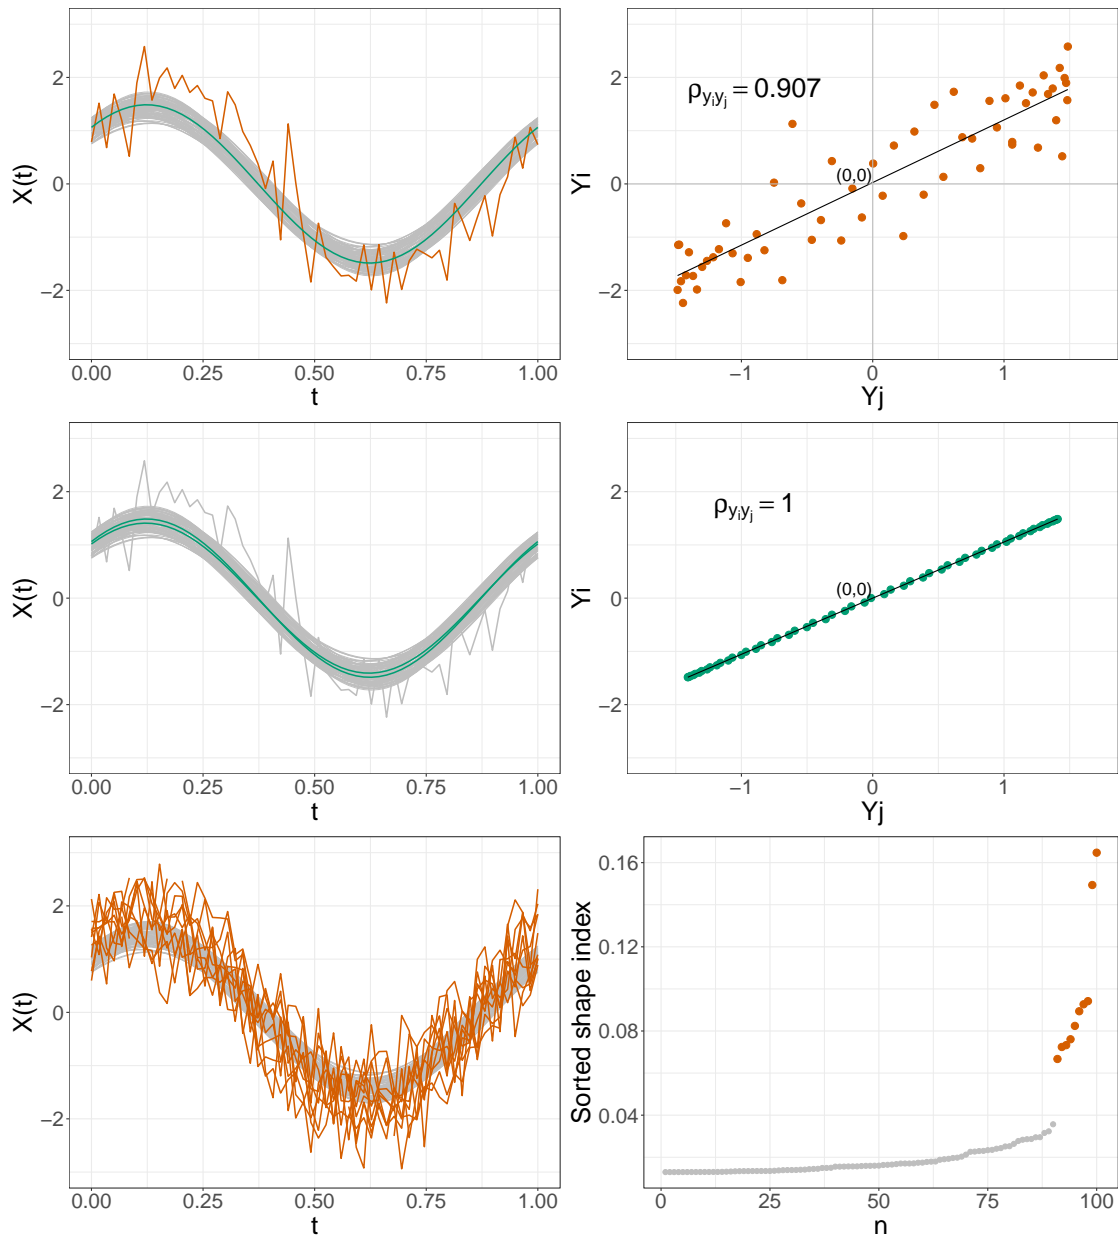 2
0
−2
X(t)
0.00 0.25 0.50 0.75 1.00
t
2
0
−2
Yi
ρyiyj = 0.907
(0,0)
−1 0 1
Yj
2
0
−2
X(t)
0.00 0.25 0.50 0.75 1.00
t
2
0
−2
Yi
ρyiyj = 1
(0,0)
−1 0 1
Yj
2
0
−2
X(t)
0.00 0.25 0.50 0.75 1.00
t
0.16
0.12
0.08
0.04
Sorted shape index
0 25 50 75 100
n